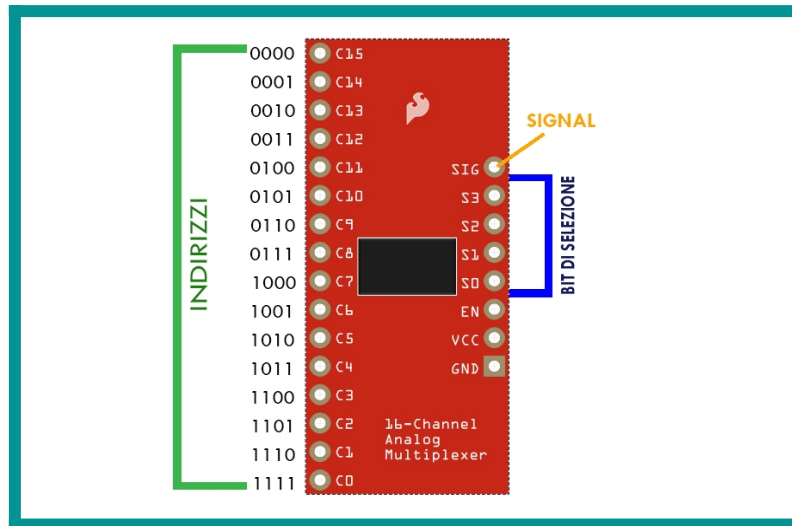 0000 C15
0001 C14
0010 C13
0011 C12
0100 C11
0101 C10
0110 C9
0111 C8
1000 C7
1001 C6
1010 C5
1011 C4
1100 C3
1101 C2
1110 C1
1111 C0
INDIRIZZI
SIGNAL
SIG
S3
S2
S1
S0
EN
VCC
GND
BIT DI SELEZIONE
16-Channel
Analog
Multiplexer